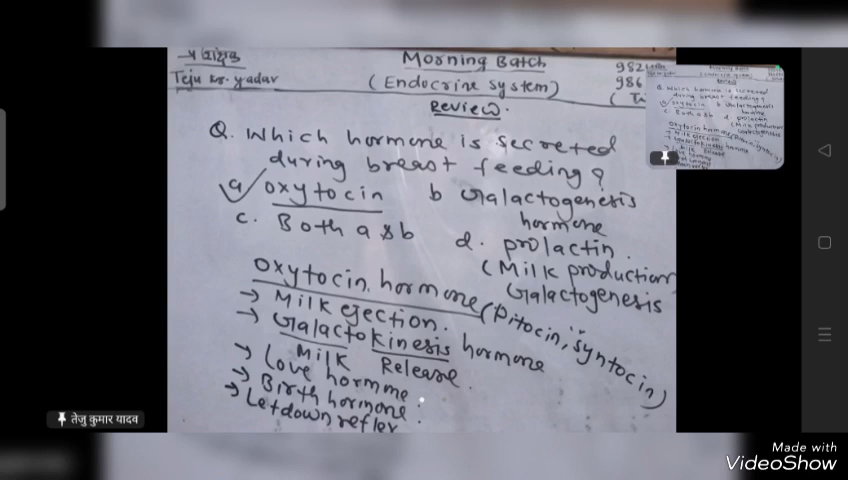 Teju kr. yadav
Morning Batch
(Endocrine system)
Review.
982
986
Q. Which hormone is secreted
during breast feeding?
a oxytocin b Galactogenesis
hormone
c. Both a & b d. prolactin.
(Milk production
Galactogenesis
oxytocin hormone (Pitocin, syntocin)
→ Milk ejection.
→ Galactokinesis hormone
Milk Release.
→ Love hormone
→ Birth hormone.
→ Letdown reflex
तेजु कुमार यादव
Made with
VideoShow